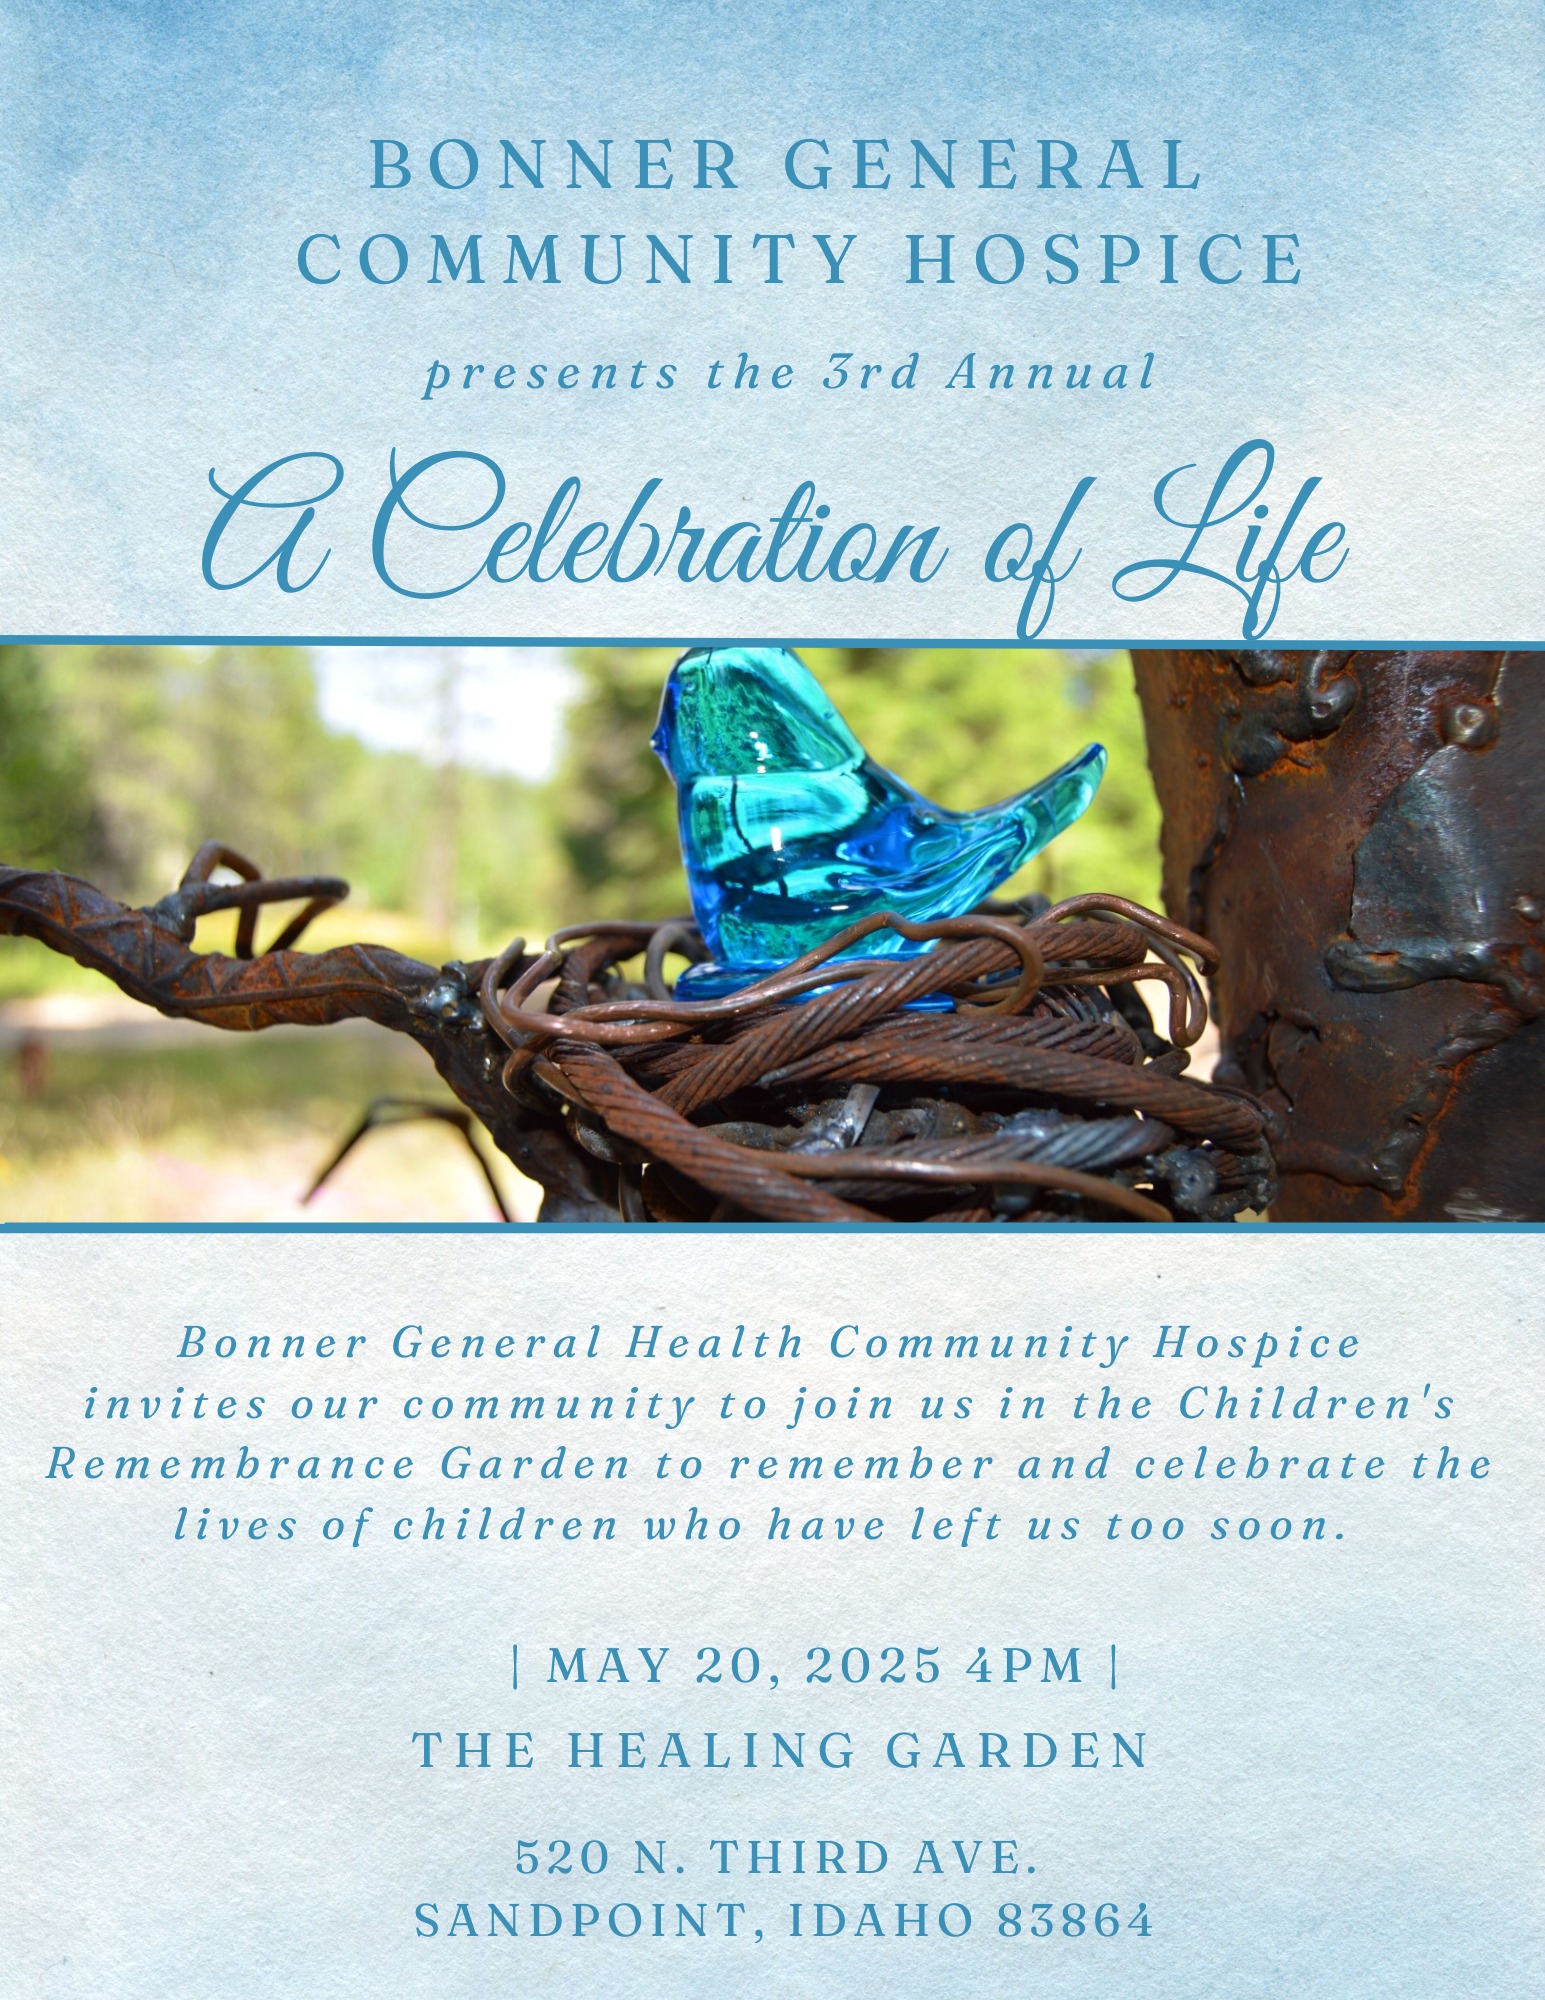 BONNER GENERAL
COMMUNITY HOSPICE
presents the 3rd Annual
A Celebration of Life
Bonner General Health Community Hospice
invites our community to join us in the Children's
Remembrance Garden to remember and celebrate the
lives of children who have left us too soon.
| MAY 20, 2025 4PM |
THE HEALING GARDEN
520 N. THIRD AVE.
SANDPOINT, IDAHO 83864